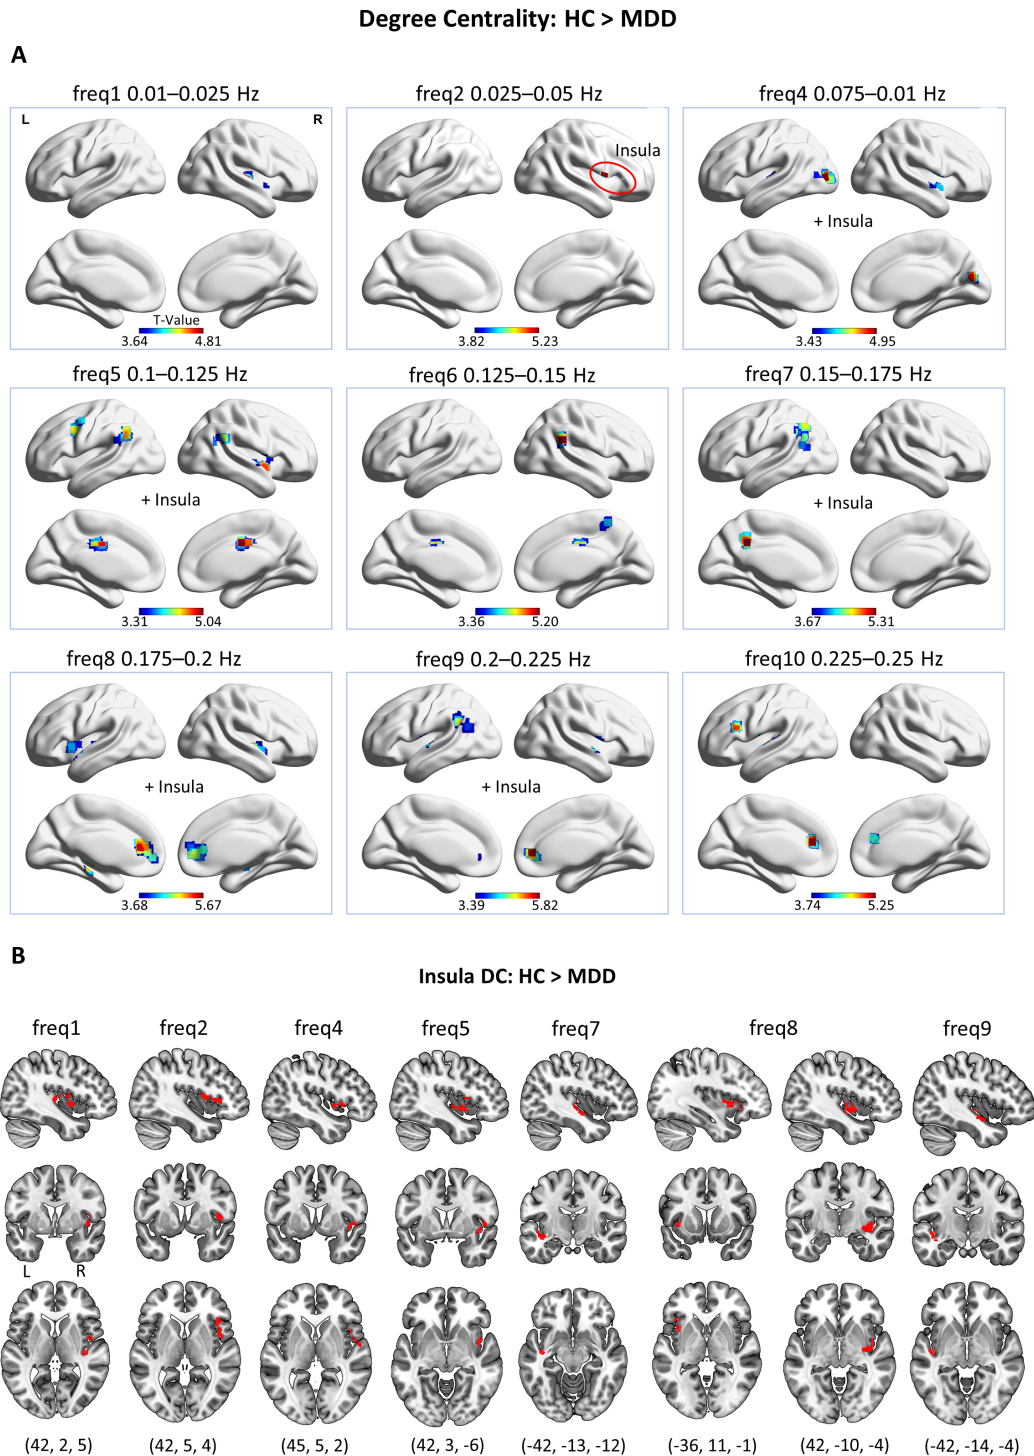 Degree Centrality: HC > MDD
A
freq1 0.01–0.025 Hz
freq2 0.025–0.05 Hz
freq4 0.075–0.01 Hz
L
R
Insula
+ Insula
T-Value
3.64
4.81
3.82
5.23
3.43
4.95
freq5 0.1–0.125 Hz
freq6 0.125–0.15 Hz
freq7 0.15–0.175 Hz
+ Insula
+ Insula
3.31
5.04
3.36
5.20
3.67
5.31
freq8 0.175–0.2 Hz
freq9 0.2–0.225 Hz
freq10 0.225–0.25 Hz
+ Insula
+ Insula
3.68
5.67
3.39
5.82
3.74
5.25
B
Insula DC: HC > MDD
freq1
freq2
freq4
freq5
freq7
freq8
freq9
L
R
(42, 2, 5)
(42, 5, 4)
(45, 5, 2)
(42, 3, -6)
(-42, -13, -12)
(-36, 11, -1)
(42, -10, -4)
(-42, -14, -4)